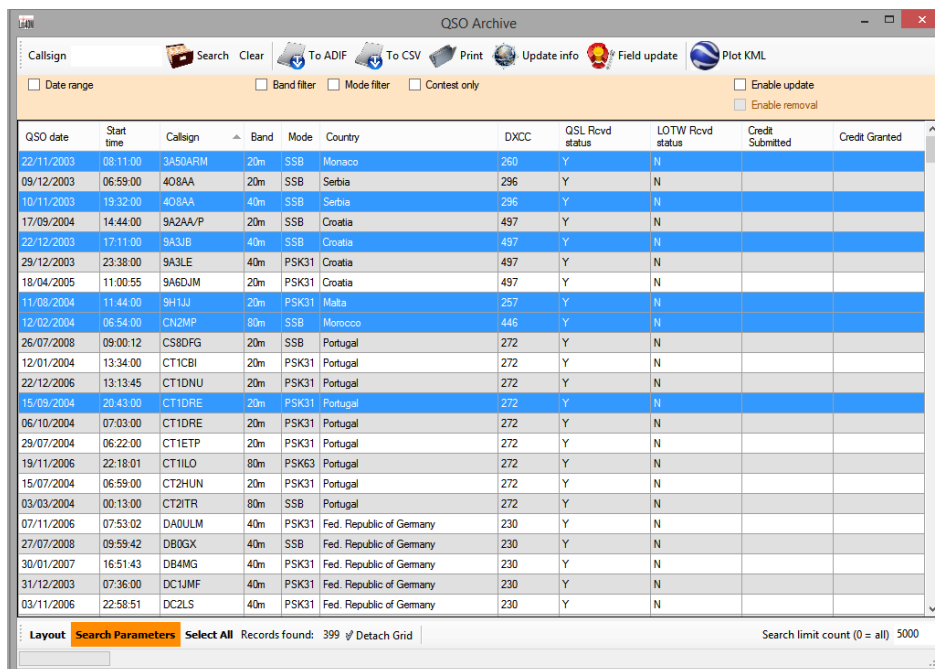 QSO Archive
Callsign Search Clear To ADIF To CSV Print Update info Field update Plot KML
Date range Band filter Mode filter Contest only Enable update
Enable removal
QSO date Start time Callsign Band Mode Country DXCC QSL Rcvd status LOTW Rcvd status Credit Submitted Credit Granted
22/11/2003 08:11:00 3A50ARM 20m SSB Monaco 260 Y N
09/12/2003 06:59:00 4O8AA 20m SSB Serbia 296 Y N
10/11/2003 19:32:00 4O8AA 40m SSB Serbia 296 Y N
17/09/2004 14:44:00 9A2AA/P 20m SSB Croatia 497 Y N
22/12/2003 17:11:00 9A3JB 40m SSB Croatia 497 Y N
29/12/2003 23:38:00 9A3LE 40m PSK31 Croatia 497 Y N
18/04/2005 11:00:55 9A6DJM 20m PSK31 Croatia 497 Y N
11/08/2004 11:44:00 9H1JJ 20m PSK31 Malta 257 Y N
12/02/2004 06:54:00 CN2MP 80m SSB Morocco 446 Y N
26/07/2008 09:00:12 CS8DFG 20m SSB Portugal 272 Y N
12/01/2004 13:34:00 CT1CBI 20m PSK31 Portugal 272 Y N
22/12/2006 13:13:45 CT1DNU 20m PSK31 Portugal 272 Y N
15/09/2004 20:43:00 CT1DRE 20m PSK31 Portugal 272 Y N
06/10/2004 07:03:00 CT1DRE 20m PSK31 Portugal 272 Y N
29/07/2004 06:22:00 CT1ETP 20m PSK31 Portugal 272 Y N
19/11/2006 22:18:01 CT1ILO 80m PSK63 Portugal 272 Y N
15/07/2004 06:59:00 CT2HUN 20m PSK31 Portugal 272 Y N
03/03/2004 00:13:00 CT2ITR 80m SSB Portugal 272 Y N
07/11/2006 07:53:02 DA0ULM 40m PSK31 Fed. Republic of Germany 230 Y N
27/07/2008 09:59:42 DB0GX 40m SSB Fed. Republic of Germany 230 Y N
30/01/2007 16:51:43 DB4MG 40m PSK31 Fed. Republic of Germany 230 Y N
31/12/2003 07:36:00 DC1JMF 40m PSK31 Fed. Republic of Germany 230 Y N
03/11/2006 22:58:51 DC2LS 40m PSK31 Fed. Republic of Germany 230 Y N
Layout Search Parameters Select All Records found: 399 Detach Grid Search limit count (0 = all) 5000